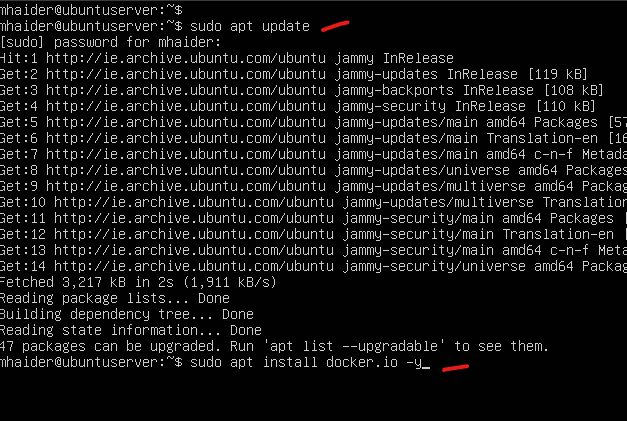 mhaider@ubuntuserver:~$
mhaider@ubuntuserver:~$ sudo apt update
[sudo] password for mhaider:
Hit:1 http://ie.archive.ubuntu.com/ubuntu jammy InRelease
Get:2 http://ie.archive.ubuntu.com/ubuntu jammy-updates InRelease [119 kB]
Get:3 http://ie.archive.ubuntu.com/ubuntu jammy-backports InRelease [108 kB]
Get:4 http://ie.archive.ubuntu.com/ubuntu jammy-security InRelease [110 kB]
Get:5 http://ie.archive.ubuntu.com/ubuntu jammy-updates/main amd64 Packages [57
Get:6 http://ie.archive.ubuntu.com/ubuntu jammy-updates/main Translation-en [16
Get:7 http://ie.archive.ubuntu.com/ubuntu jammy-updates/main amd64 c-n-f Metada
Get:8 http://ie.archive.ubuntu.com/ubuntu jammy-updates/universe amd64 Packages
Get:9 http://ie.archive.ubuntu.com/ubuntu jammy-updates/multiverse amd64 Packag
Get:10 http://ie.archive.ubuntu.com/ubuntu jammy-updates/multiverse Translation
Get:11 http://ie.archive.ubuntu.com/ubuntu jammy-security/main amd64 Packages [
Get:12 http://ie.archive.ubuntu.com/ubuntu jammy-security/main Translation-en [
Get:13 http://ie.archive.ubuntu.com/ubuntu jammy-security/main amd64 c-n-f Meta
Get:14 http://ie.archive.ubuntu.com/ubuntu jammy-security/universe amd64 Packag
Fetched 3,217 kB in 2s (1,911 kB/s)
Reading package lists... Done
Building dependency tree... Done
Reading state information... Done
47 packages can be upgraded. Run 'apt list --upgradable' to see them.
mhaider@ubuntuserver:~$ sudo apt install docker.io -y_